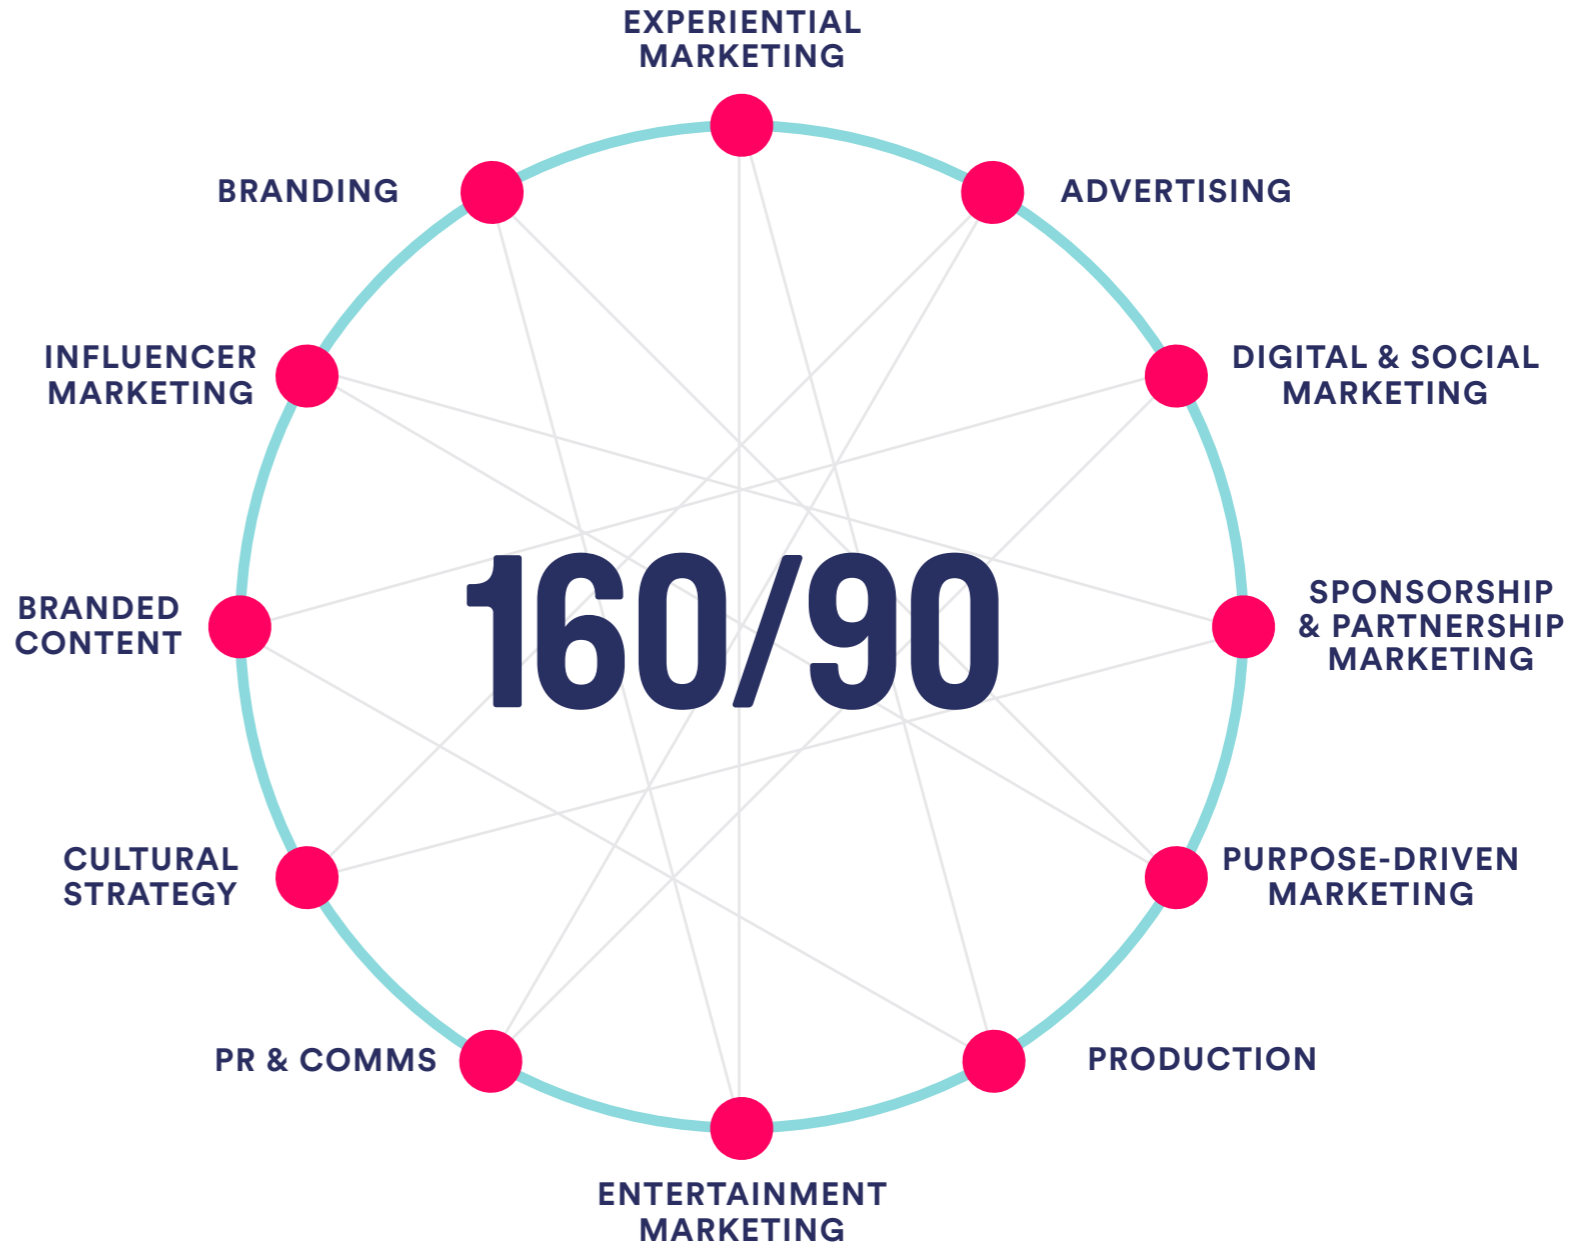 EXPERIENTIAL
MARKETING
BRANDING
ADVERTISING
INFLUENCER
MARKETING
DIGITAL & SOCIAL
MARKETING
160/90
BRANDED
CONTENT
SPONSORSHIP
& PARTNERSHIP
MARKETING
CULTURAL
STRATEGY
PURPOSE-DRIVEN
MARKETING
PR & COMMS
PRODUCTION
ENTERTAINMENT
MARKETING